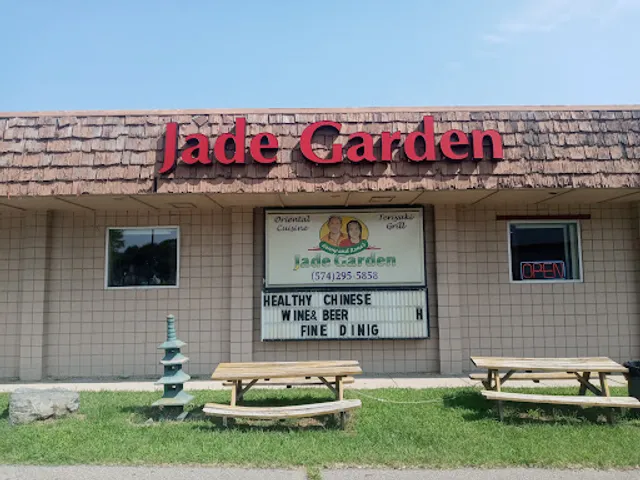 Jade Garden
Oriental Cuisine
Teriyaki Grill
Jade Garden
(574)295-5858
HEALTHY CHINESE
WINE& BEER H
FINE DINIG
OPEN